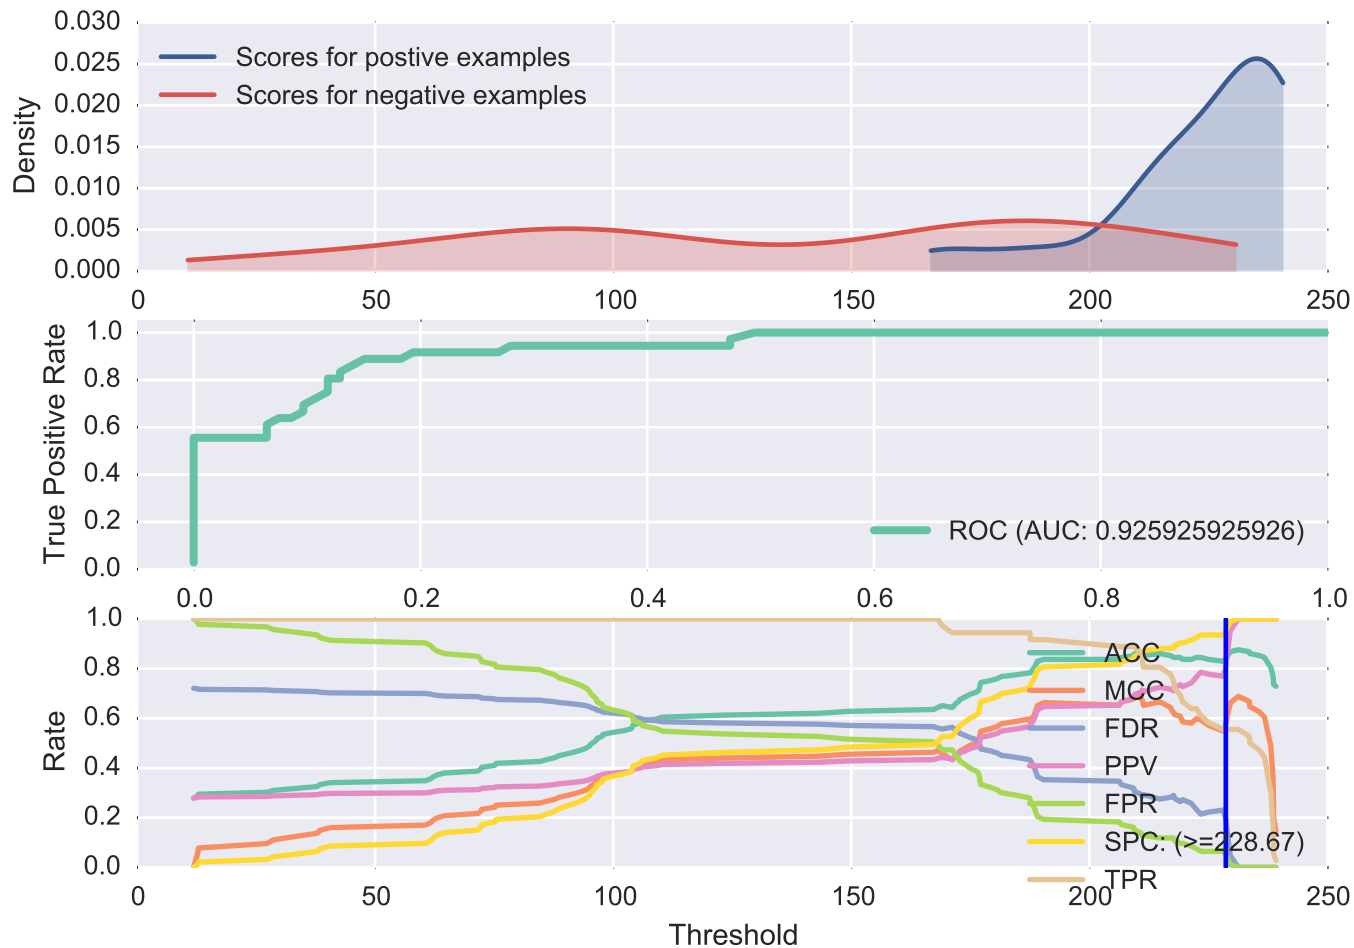 0.030
0.025
0.020
0.015
0.010
0.005
0.000
Density
Scores for postive examples
Scores for negative examples
0 50 100 150 200 250
1.0
0.8
0.6
0.4
0.2
0.0
True Positive Rate
ROC (AUC: 0.925925925926)
0.0 0.2 0.4 0.6 0.8 1.0
1.0
0.8
0.6
0.4
0.2
0.0
Rate
ACC
MCC
FDR
PPV
FPR
SPC: (>=228.67)
TPR
0 50 100 150 200 250
Threshold